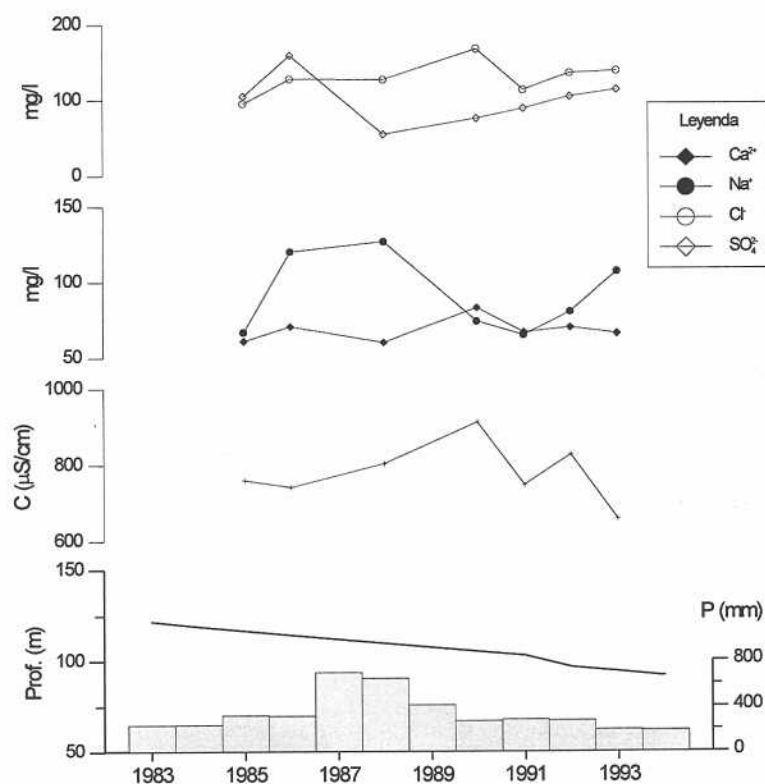 200
100
0
mg/l
Leyenda
Ca²⁺
Na⁺
Cl⁻
SO₄²⁻
150
100
50
mg/l
1000
800
600
C (µS/cm)
150
100
50
Prof. (m)
P (mm)
800
400
0
1983 1985 1987 1989 1991 1993